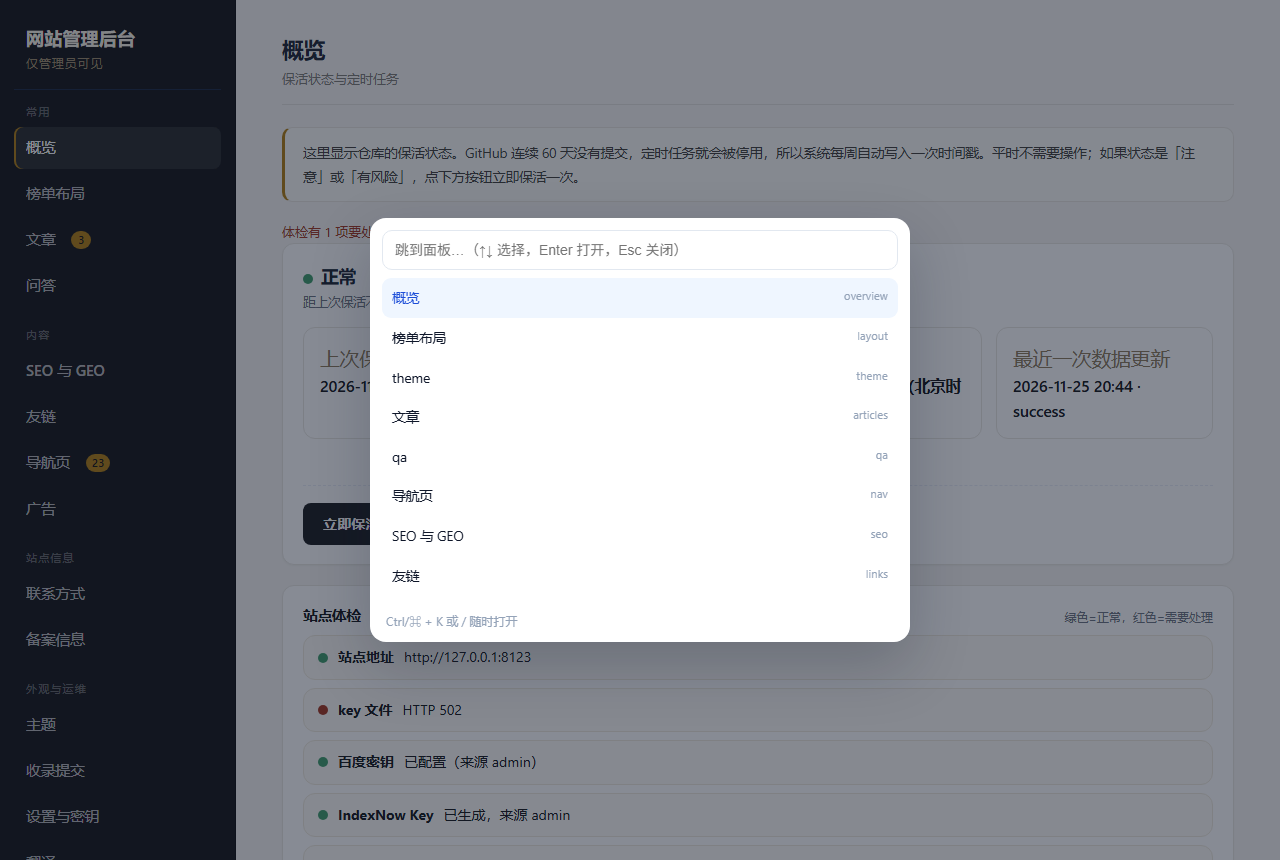 网站管理后台
仅管理员可见
常用
概览
榜单布局
文章 3
问答
内容
SEO 与 GEO
友链
导航页 23
广告
站点信息
联系方式
备案信息
外观与运维
主题
收录提交
设置与密钥
翻译
概览
保活状态与定时任务
这里显示仓库的保活状态。GitHub 连续 60 天没有提交，定时任务就会被停用，所以系统每周自动写入一次时间戳。平时不需要操作；如果状态是「注
意」或「有风险」，点下方按钮立即保活一次。
体检有 1 项要处
正常
距上次保活
上次保
2026-11
(北京时
最近一次数据更新
2026-11-25 20:44 ·
success
立即保活
跳到面板…（↑↓ 选择，Enter 打开，Esc 关闭）
概览 overview
榜单布局 layout
theme theme
文章 articles
qa qa
导航页 nav
SEO 与 GEO seo
友链 links
Ctrl/⌘ + K 或 / 随时打开
站点体检 绿色=正常，红色=需要处理
站点地址 http://127.0.0.1:8123
key 文件 HTTP 502
百度密钥 已配置（来源 admin）
IndexNow Key 已生成，来源 admin